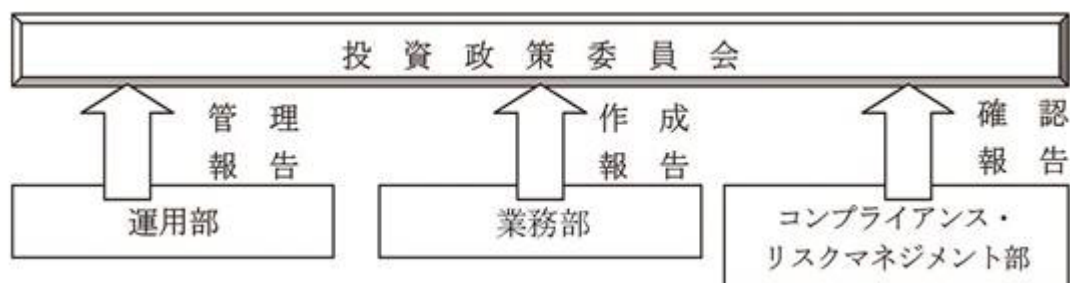 投資政策委員会
管理
報告
作成
報告
確認
報告
運用部
業務部
コンプライアンス・
リスクマネジメント部